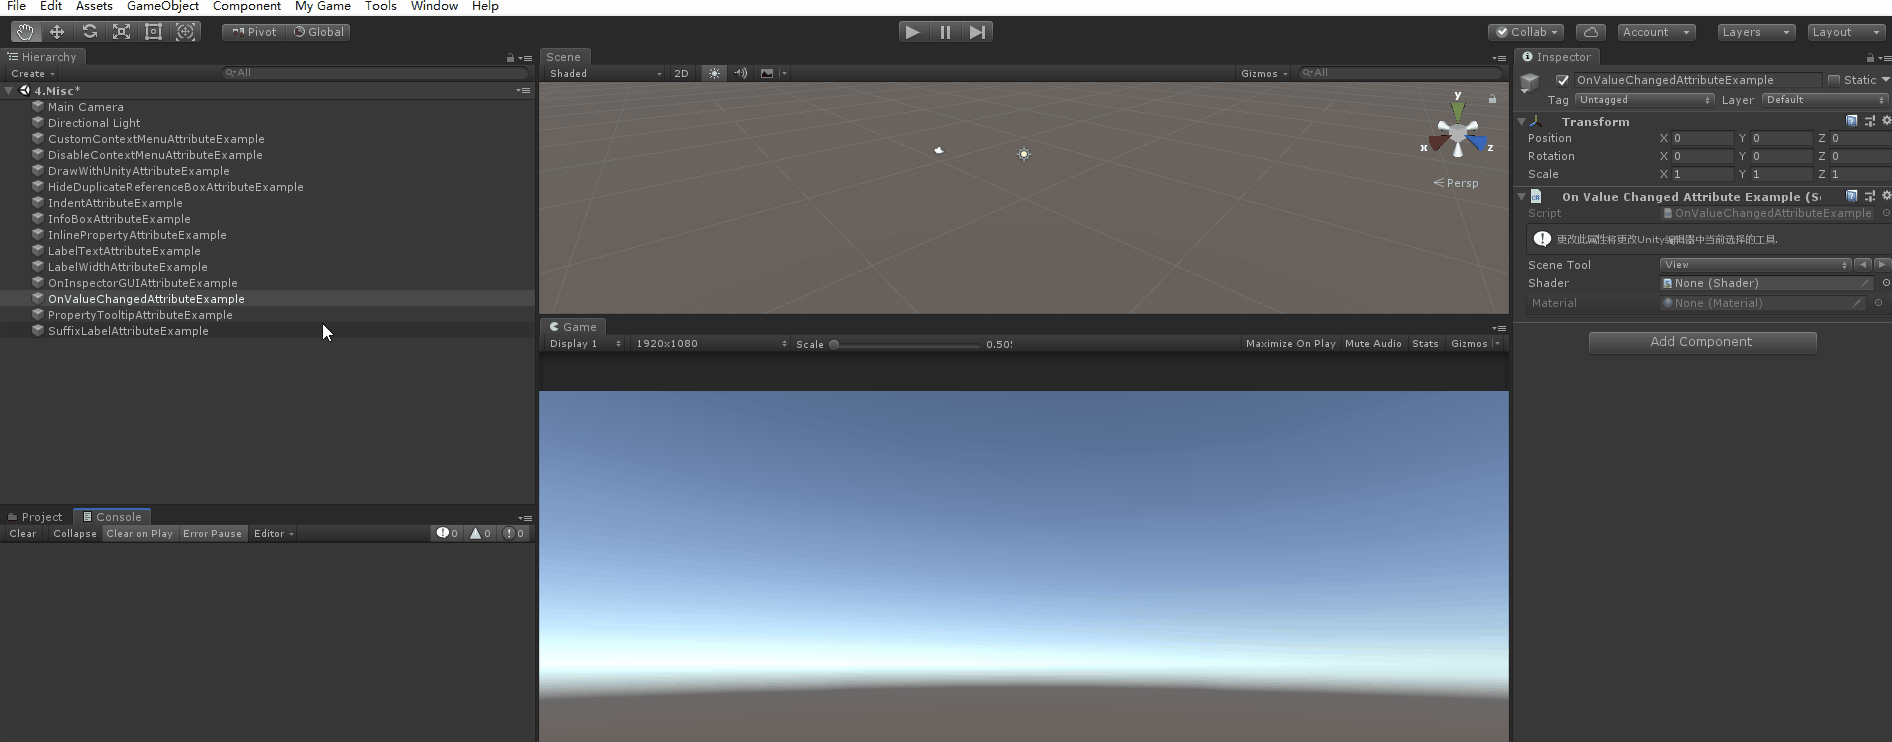 File Edit Assets GameObject Component My Game Tools Window Help
Pivot Global Collab Account Layers Layout
Hierarchy
Create All
4.Misc*
Main Camera
Directional Light
CustomContextMenuAttributeExample
DisableContextMenuAttributeExample
DrawWithUnityAttributeExample
HideDuplicateReferenceBoxAttributeExample
IndentAttributeExample
InfoBoxAttributeExample
InlinePropertyAttributeExample
LabelTextAttributeExample
LabelWidthAttributeExample
OnInspectorGUIAttributeExample
OnValueChangedAttributeExample
PropertyTooltipAttributeExample
SuffixLabelAttributeExample
Project Console
Clear Collapse Clear on Play Error Pause Editor 0 0 0
Scene
Shaded 2D Gizmos All
y
x z
Persp
Game
Display 1 1920x1080 Scale 0.50 Maximize On Play Mute Audio Stats Gizmos
Inspector
OnValueChangedAttributeExample Static
Tag Untagged Layer Default
Transform
Position X 0 Y 0 Z 0
Rotation X 0 Y 0 Z 0
Scale X 1 Y 1 Z 1
On Value Changed Attribute Example (S
Script OnValueChangedAttributeExample
更改此属性将更改Unity编辑器中当前选择的工具.
Scene Tool View
Shader None (Shader)
Material None (Material)
Add Component